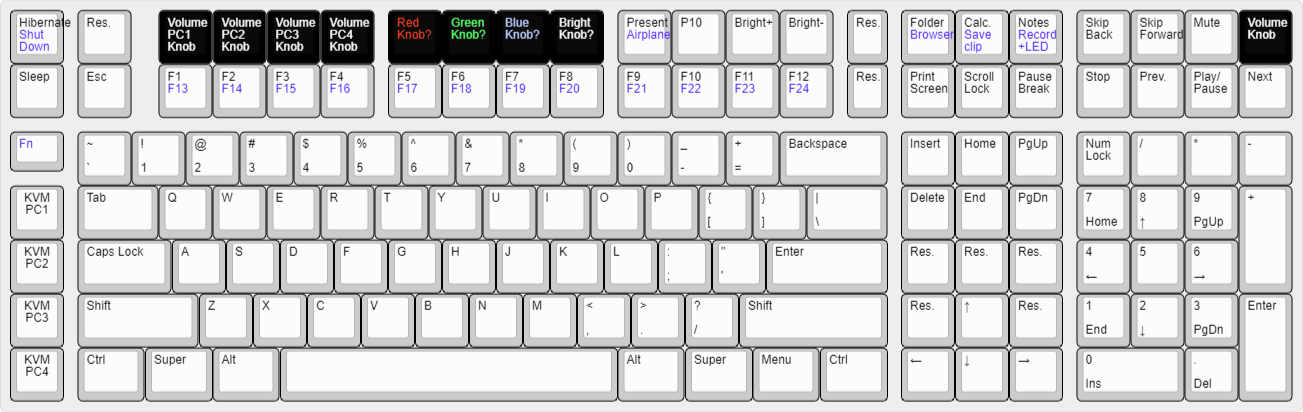 Hibernate Res. Volume Volume Volume Volume Red Green Blue Bright Present P10 Bright+ Bright- Res. Folder Calc. Notes Skip Skip Mute Volume
Shut PC1 PC2 PC3 PC4 Knob? Knob? Knob? Knob? Airplane Browser Save Record Back Forward Knob
Down Knob Knob Knob Knob clip +LED
Sleep Esc F1 F2 F3 F4 F5 F6 F7 F8 F9 F10 F11 F12 Res. Print Scroll Pause Stop Prev. Play/ Next
F13 F14 F15 F16 F17 F18 F19 F20 F21 F22 F23 F24 Screen Lock Break Pause
Fn ~ ! @ # $ % ^ & * ( ) _ + Backspace Insert Home PgUp Num / * -
Lock
` 1 2 3 4 5 6 7 8 9 0 - =
KVM Tab Q W E R T Y U I O P { } | Delete End PgDn 7 8 9 +
PC1 [ ] \ Home ↑ PgUp
KVM Caps Lock A S D F G H J K L : " Enter Res. Res. Res. 4 5 6
PC2 ; ' ← →
KVM Shift Z X C V B N M < > ? Shift Res. ↑ Res. 1 2 3 Enter
PC3 , . / End ↓ PgDn
KVM Ctrl Super Alt Alt Super Menu Ctrl ← ↓ → 0 .
PC4 Ins Del